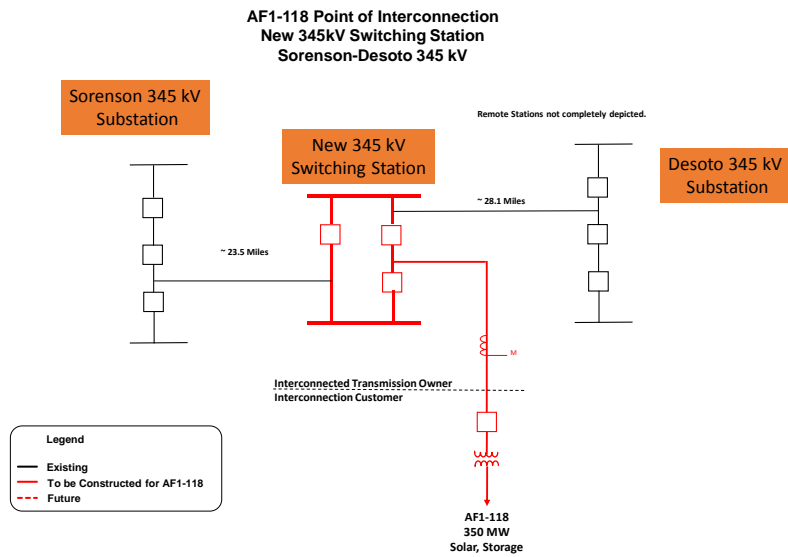 AF1-118 Point of Interconnection
New 345kV Switching Station
Sorenson-Desoto 345 kV
Sorenson 345 kV
Substation
Remote Stations not completely depicted.
New 345 kV
Switching Station
Desoto 345 kV
Substation
~ 28.1 Miles
~ 23.5 Miles
M
Interconnected Transmission Owner
Interconnection Customer
Legend
Existing
To be Constructed for AF1-118
Future
AF1-118
350 MW
Solar, Storage